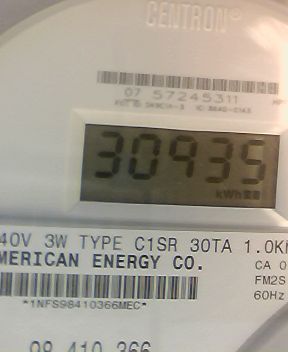 CENTRON®
07 57245311
30935
kWh
40V 3W TYPE C1SR 30TA 1.0K
MERICAN ENERGY CO.
CA 0
FM2S
60Hz
*1NFS98410366MEC*
98 410 366